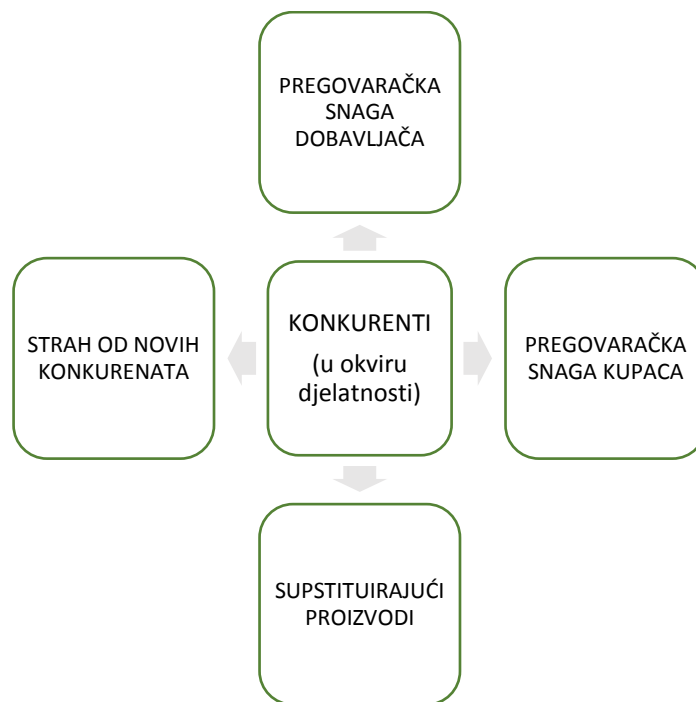 PREGOVARAČKA
SNAGA
DOBAVLJAČA
STRAH OD NOVIH
KONKURENATA
KONKURENTI
(u okviru
djelatnosti)
PREGOVARAČKA
SNAGA KUPACA
SUPSTITUIRAJUĆI
PROIZVODI